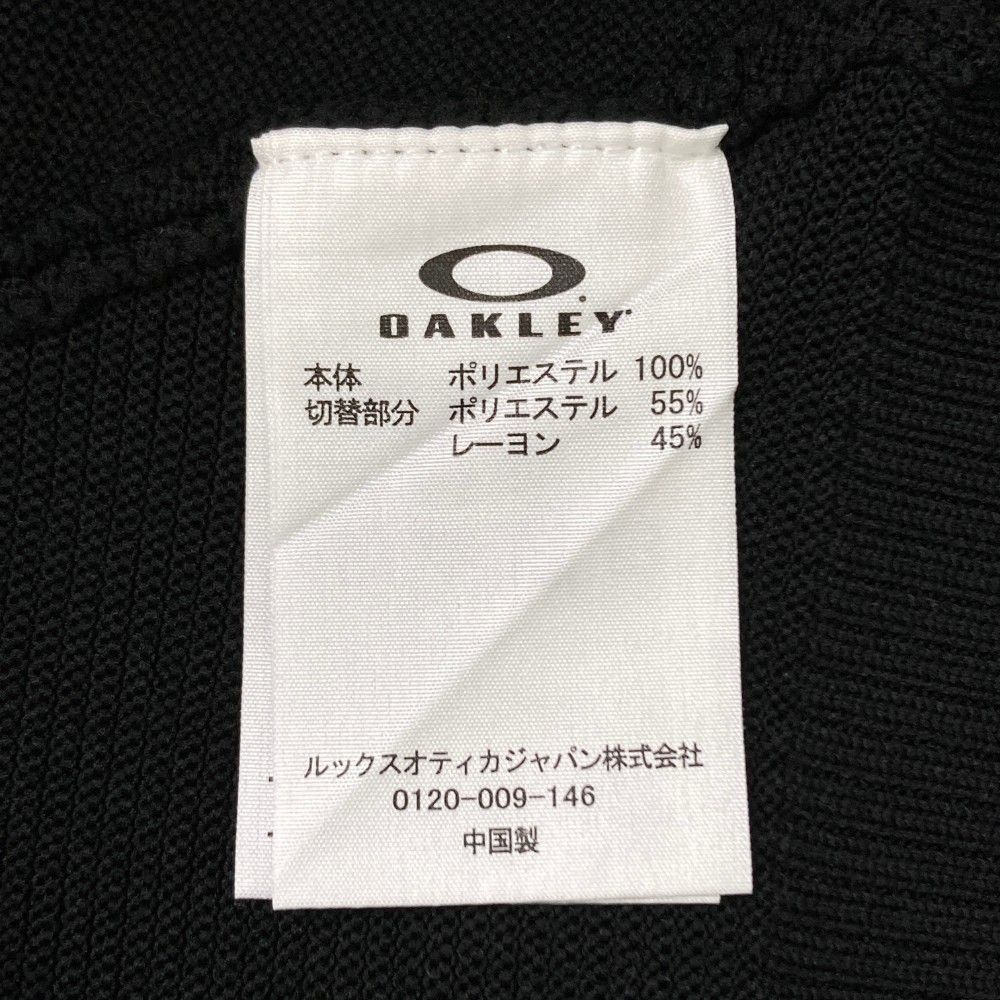 OAKLEY
本体 ポリエステル 100%
切替部分 ポリエステル 55%
レーヨン 45%
ルックスオティカジャパン株式会社
0120-009-146
中国製